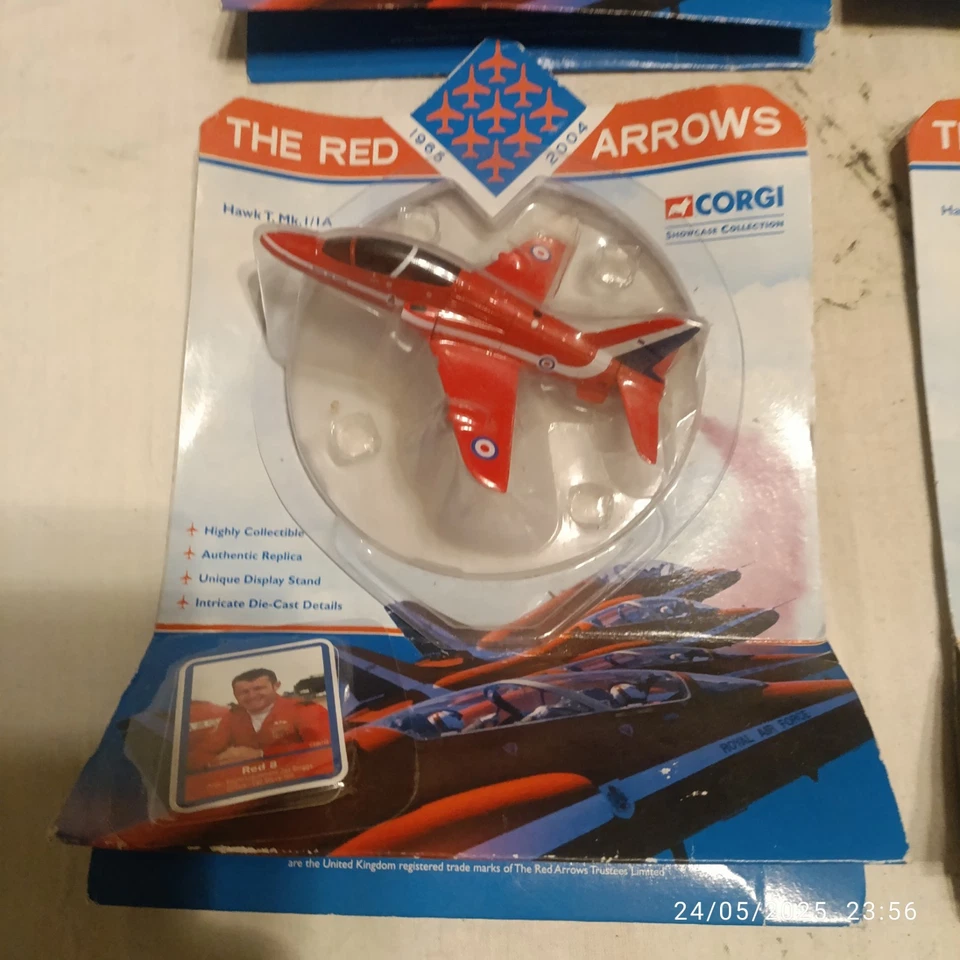 THE RED ARROWS
1965 2004
CORGI
SHOWCASE COLLECTION
Hawk T. Mk.1/1A
Highly Collectible
Authentic Replica
Unique Display Stand
Intricate Die-Cast Details
ROYAL AIR FORCE
Red 8
are the United Kingdom registered trade marks of The Red Arrows Trustees Limited
24/05/2025 23:56